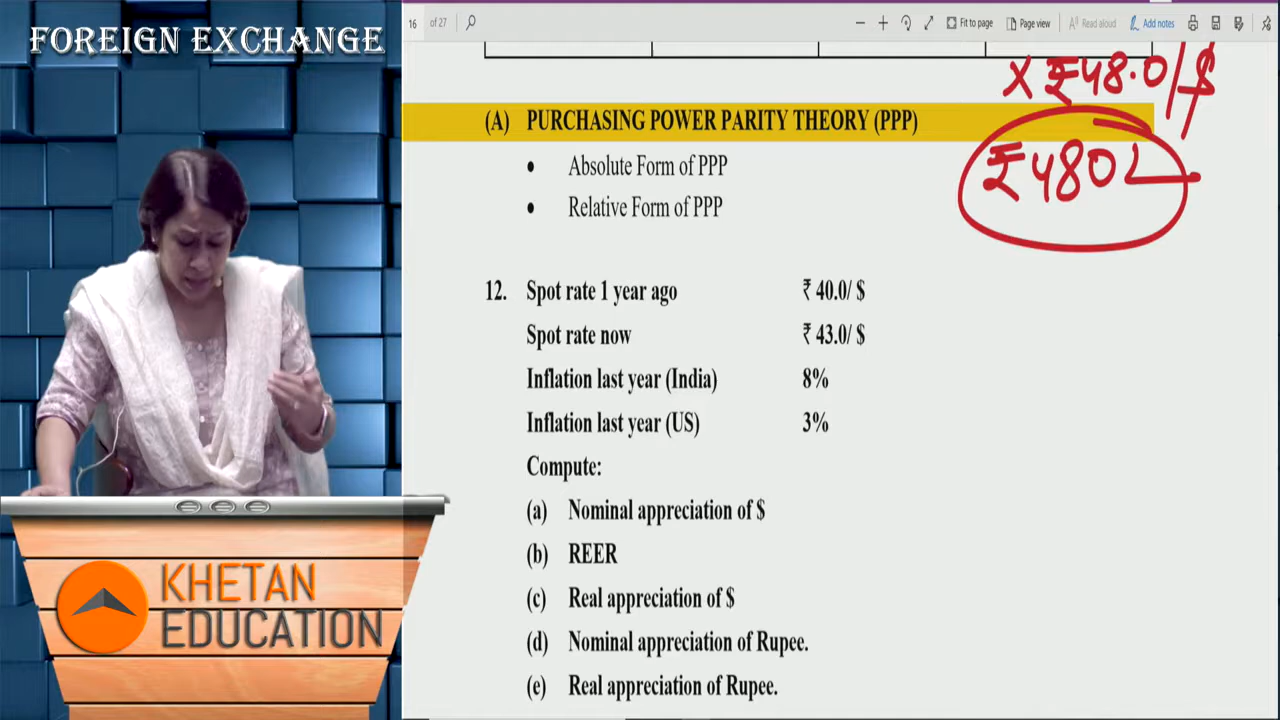 FOREIGN EXCHANGE
16 of 27
Fit to page
Page view
Read aloud
Add notes
x ₹48.0/$
₹480L
(A) PURCHASING POWER PARITY THEORY (PPP)
• Absolute Form of PPP
• Relative Form of PPP
12. Spot rate 1 year ago ₹ 40.0/ $
Spot rate now ₹ 43.0/ $
Inflation last year (India) 8%
Inflation last year (US) 3%
Compute:
(a) Nominal appreciation of $
(b) REER
(c) Real appreciation of $
(d) Nominal appreciation of Rupee.
(e) Real appreciation of Rupee.
KHETAN
EDUCATION